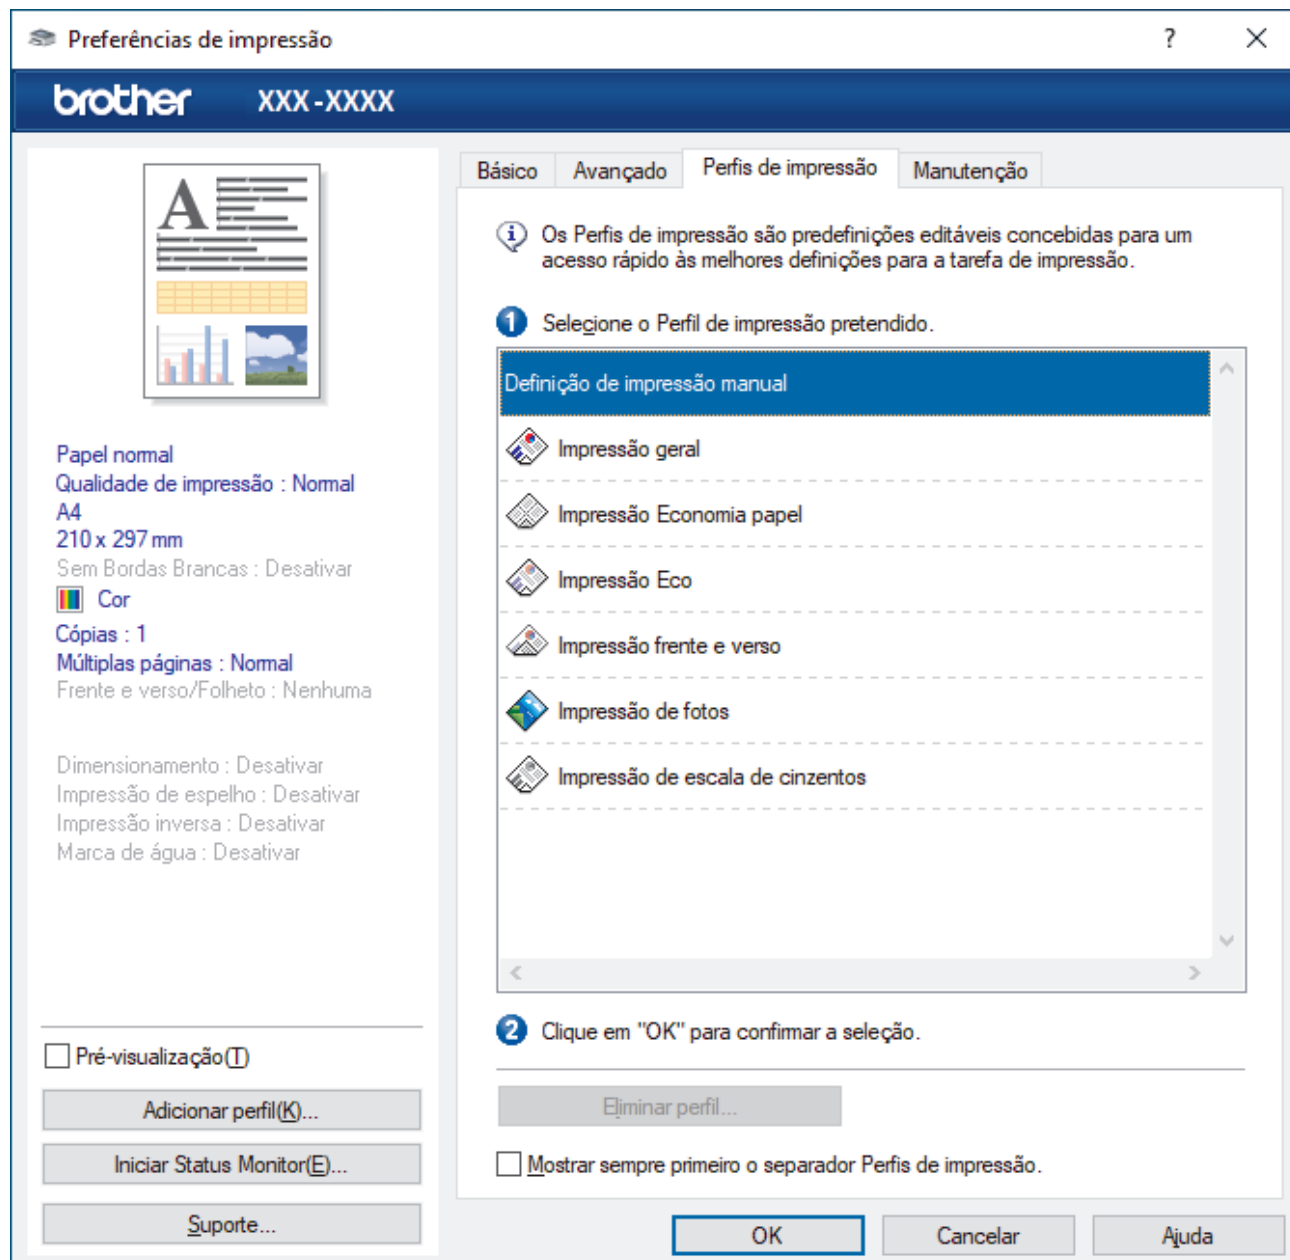 Preferências de impressão
?
brother XXX-XXXX
A
Papel normal
Qualidade de impressão : Normal
A4
210 x 297 mm
Sem Bordas Brancas : Desativar
Cor
Cópias : 1
Múltiplas páginas : Normal
Frente e verso/Folheto : Nenhuma
Dimensionamento : Desativar
Impressão de espelho : Desativar
Impressão inversa : Desativar
Marca de água : Desativar
Pré-visualização(T)
Adicionar perfil(K)...
Iniciar Status Monitor(E)...
Suporte...
Básico Avançado Perfis de impressão Manutenção
Os Perfis de impressão são predefinições editáveis concebidas para um
acesso rápido às melhores definições para a tarefa de impressão.
1 Selecione o Perfil de impressão pretendido.
Definição de impressão manual
Impressão geral
Impressão Economia papel
Impressão Eco
Impressão frente e verso
Impressão de fotos
Impressão de escala de cinzentos
2 Clique em "OK" para confirmar a seleção.
Eliminar perfil...
Mostrar sempre primeiro o separador Perfis de impressão.
OK Cancelar Ajuda